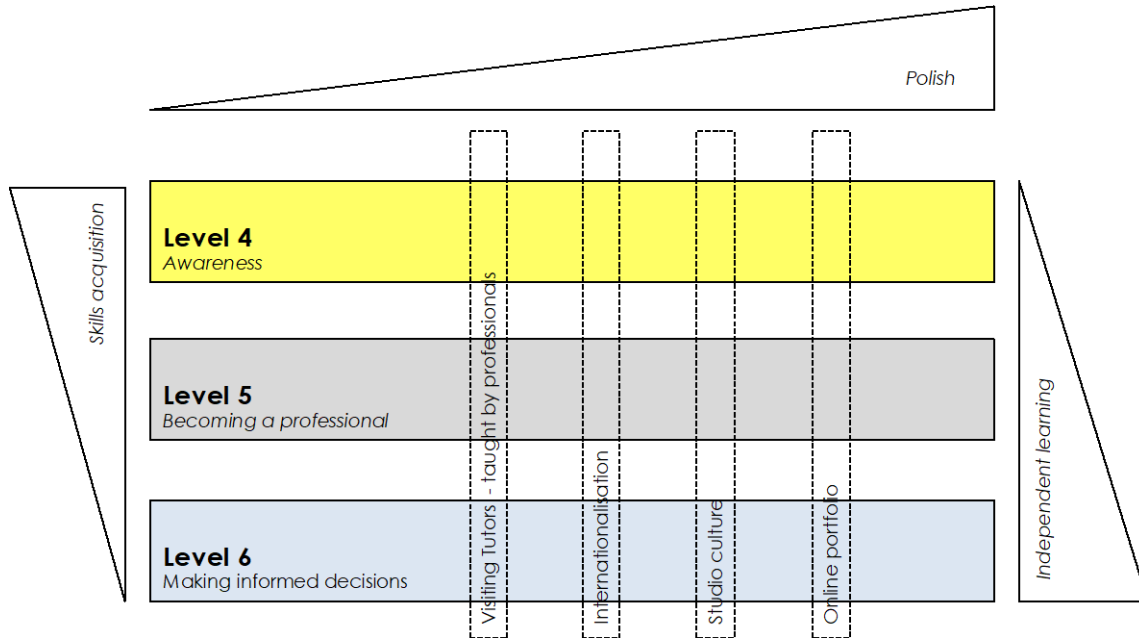 Polish
Skills acquisition
Level 4
Awareness
Level 5
Becoming a professional
Level 6
Making informed decisions
Visiting Tutors - taught by professionals
Internationalisation
Studio culture
Online portfolio
Independent learning